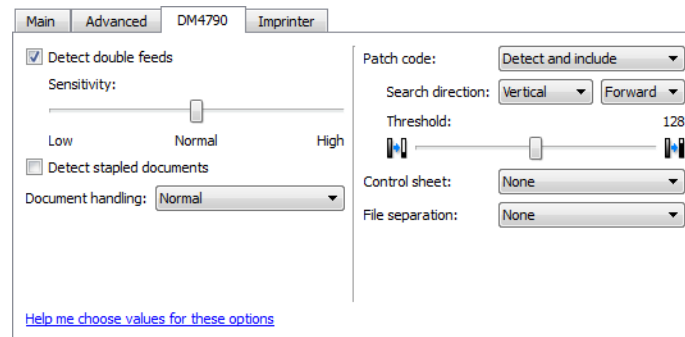 Main Advanced DM4790 Imprinter
Detect double feeds
Sensitivity:
Low Normal High
Detect stapled documents
Document handling: Normal
Patch code: Detect and include
Search direction: Vertical Forward
Threshold: 128
Control sheet: None
File separation: None
Help me choose values for these options